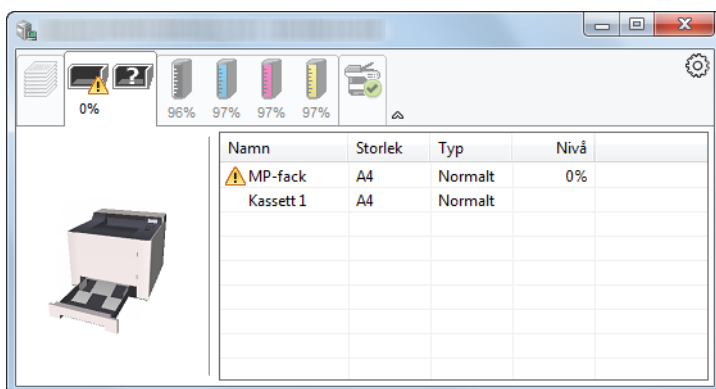 0%
?
96%
97%
97%
97%
Namn Storlek Typ Nivå
MP-fack A4 Normalt 0%
Kassett 1 A4 Normalt